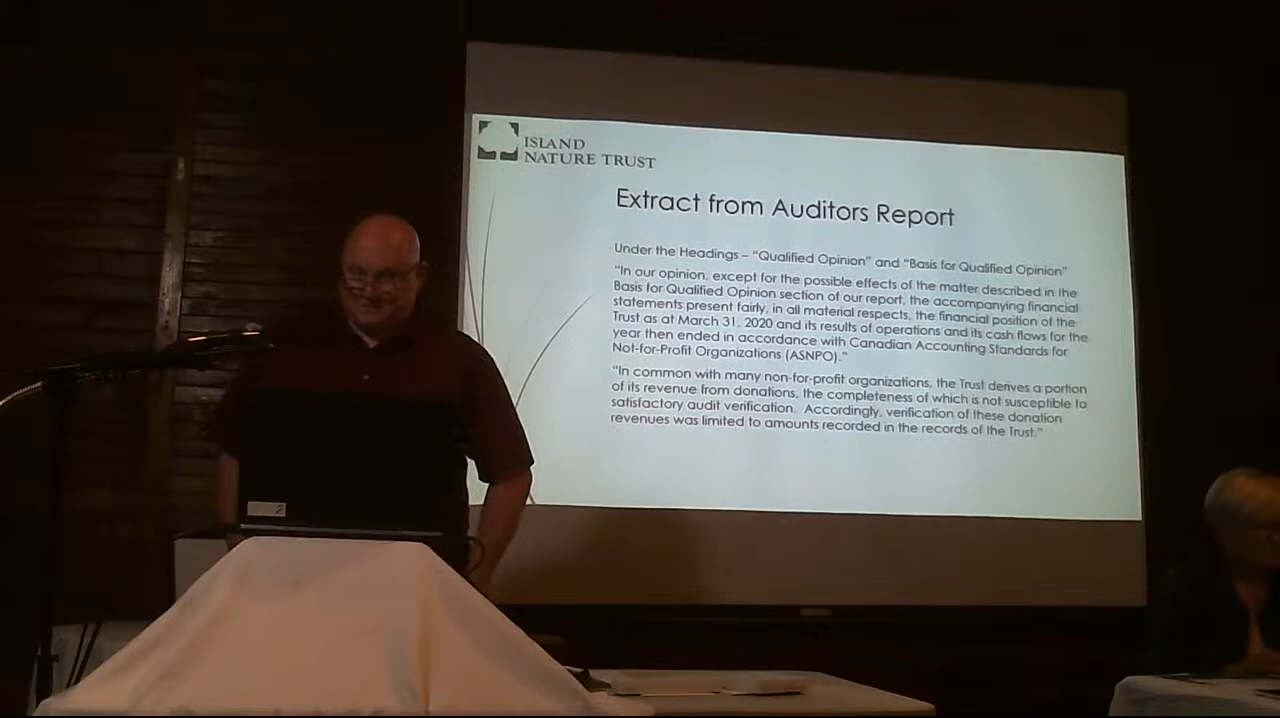 ISLAND
NATURE TRUST
Extract from Auditors Report
Under the Headings – “Qualified Opinion” and “Basis for Qualified Opinion”
“In our opinion, except for the possible effects of the matter described in the
Basis for Qualified Opinion section of our report, the accompanying financial
statements present fairly, in all material respects, the financial position of the
Trust as at March 31, 2020 and its results of operations and its cash flows for the
year then ended in accordance with Canadian Accounting Standards for
Not-for-Profit Organizations (ASNPO).”
“In common with many non-for-profit organizations, the Trust derives a portion
of its revenue from donations, the completeness of which is not susceptible to
satisfactory audit verification. Accordingly, verification of these donation
revenues was limited to amounts recorded in the records of the Trust.”